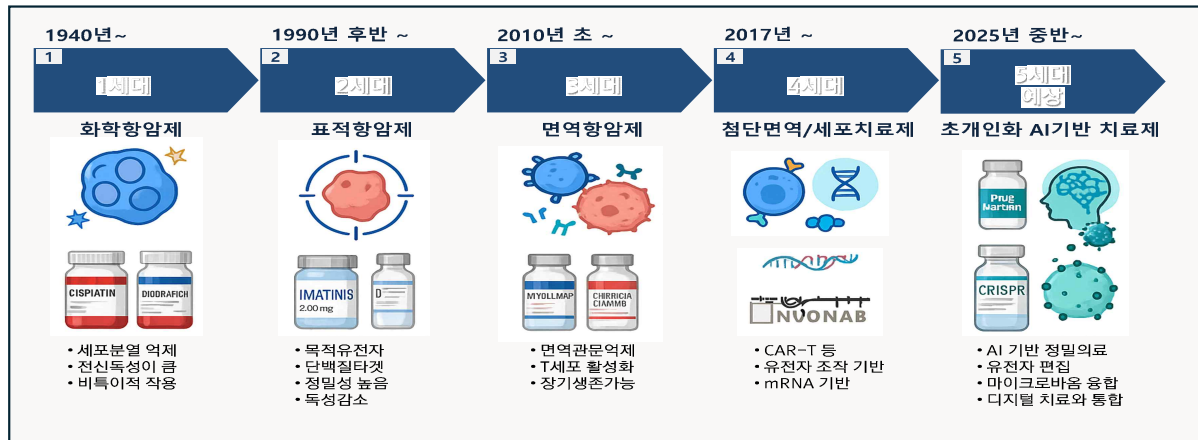 1940년~
1990년 후반 ~
2010년 초 ~
2017년 ~
2025년 중반~
1
1세대
2
2세대
3
3세대
4
4세대
5
5세대
예상
화학항암제
표적항암제
면역항암제
첨단면역/세포치료제
초개인화 AI기반 치료제
CISPIATIN
DIODRAFICH
IMATINIS
2.00 mg
D
MYOLLMAP
CHIRRICIA
CIAMMB
NVONAB
CRISPR
• 세포분열 억제
• 전신독성이 큼
• 비특이적 작용
• 목적유전자
• 단백질타겟
• 정밀성 높음
• 독성감소
• 면역관문억제
• T세포 활성화
• 장기생존가능
• CAR-T 등
• 유전자 조작 기반
• mRNA 기반
• AI 기반 정밀의료
• 유전자 편집
• 마이크로바옴 융합
• 디지털 치료와 통합